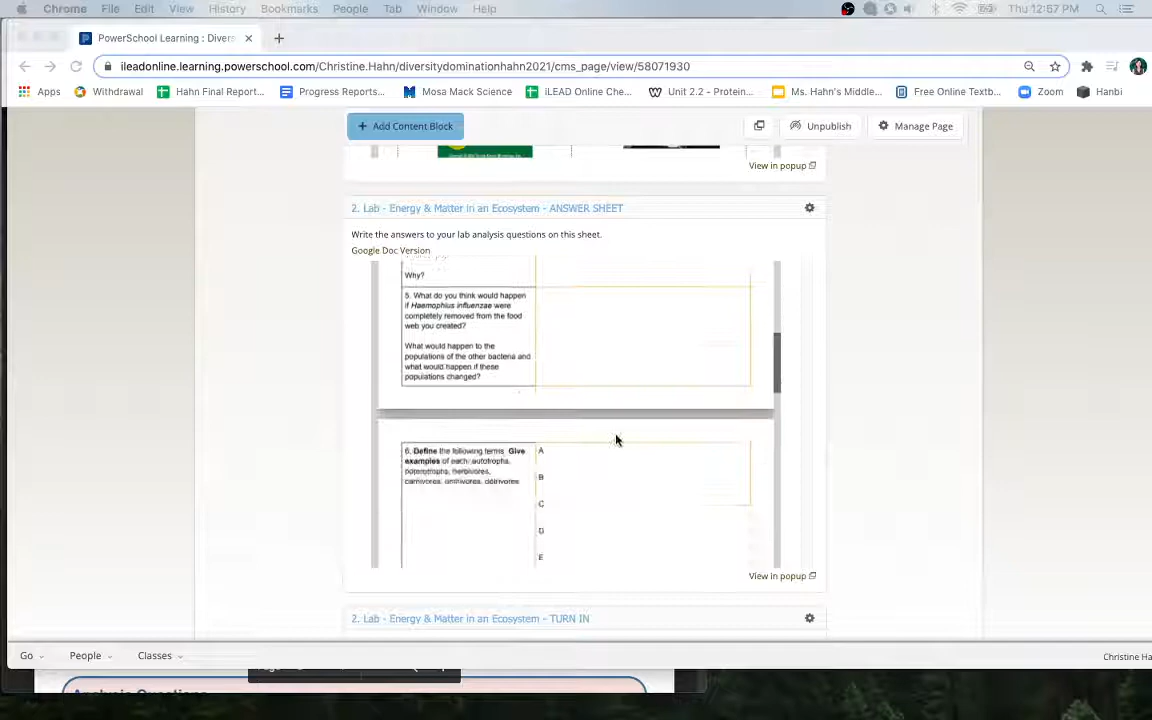 Chrome File Edit View History Bookmarks People Tab Window Help Thu 12:57 PM
PowerSchool Learning : Divers
ileadonline.learning.powerschool.com/Christine.Hahn/diversitydominationhahn2021/cms_page/view/58071930
Apps Withdrawal Hahn Final Report... Progress Reports... Mosa Mack Science iLEAD Online Che... Unit 2.2 - Protein... Ms. Hahn's Middle... Free Online Textb... Zoom Hanbi
+ Add Content Block Unpublish Manage Page
View in popup
2. Lab - Energy & Matter in an Ecosystem - ANSWER SHEET
Write the answers to your lab analysis questions on this sheet.
Google Doc Version
Why?
5. What do you think would happen
if Haemophlus influenzae were
completely removed from the food
web you created?
What would happen to the
populations of the other bacteria and
what would happen if these
populations changed?
6. Define the following terms. Give
examples of each: autotrophs,
heterotrophs, herbivores,
carnivores, omnivores, detrivores
A
B
C
D
E
View in popup
2. Lab - Energy & Matter in an Ecosystem - TURN IN
Go People Classes Christine Ha
Analysis Questions